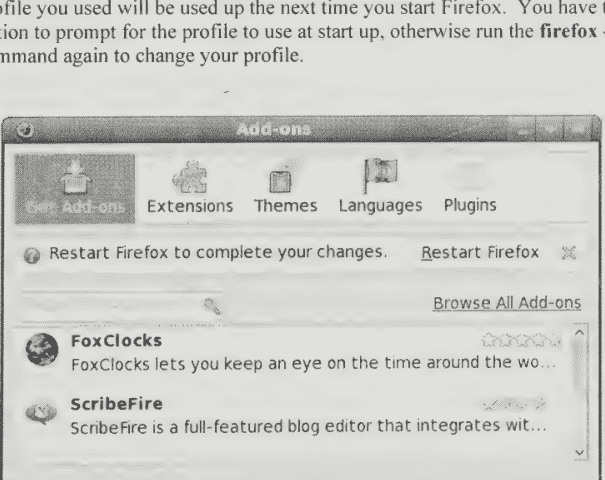 ofile you used will be used up the next time you start Firefox. You have t
tion to prompt for the profile to use at start up, otherwise run the firefox -
mmand again to change your profile.
Add-ons
Get Add-ons Extensions Themes Languages Plugins
Restart Firefox to complete your changes. Restart Firefox
Browse All Add-ons
FoxClocks
FoxClocks lets you keep an eye on the time around the wo...
ScribeFire
ScribeFire is a full-featured blog editor that integrates wit...